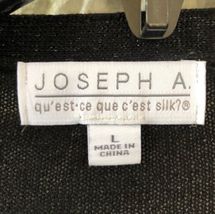 JOSEPH A.
qu'est-ce que c'est silk?®
L
MADE IN
CHINA